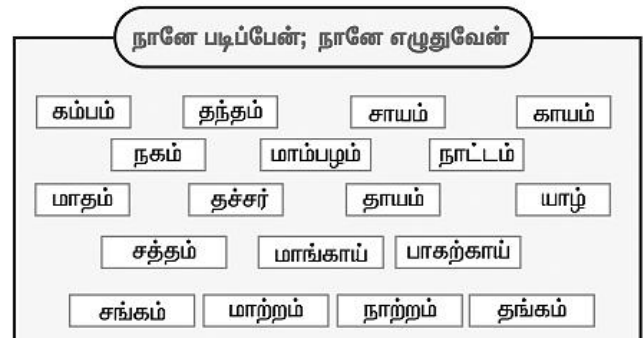 நானே படிப்பேன்; நானே எழுதுவேன்
கம்பம் தந்தம் சாயம் காயம்
நகம் மாம்பழம் நாட்டம்
மாதம் தச்சர் தாயம் யாழ்
சத்தம் மாங்காய் பாகற்காய்
சங்கம் மாற்றம் நாற்றம் தங்கம்